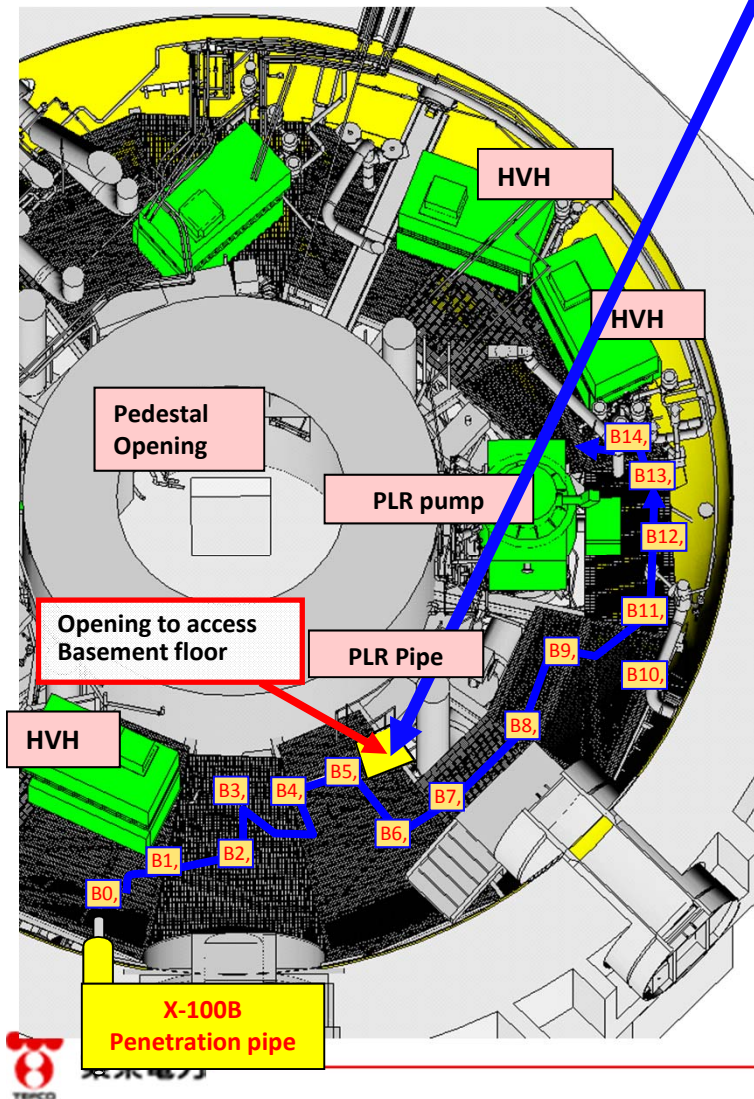 HVH
HVH
Pedestal
Opening
PLR pump
B14,
B13,
B12,
B11,
B10,
Opening to access
Basement floor
PLR Pipe
B9,
B8,
HVH
B5,
B3,
B4,
B7,
B6,
B2,
B1,
B0,
X-100B
Penetration pipe
TEPCO